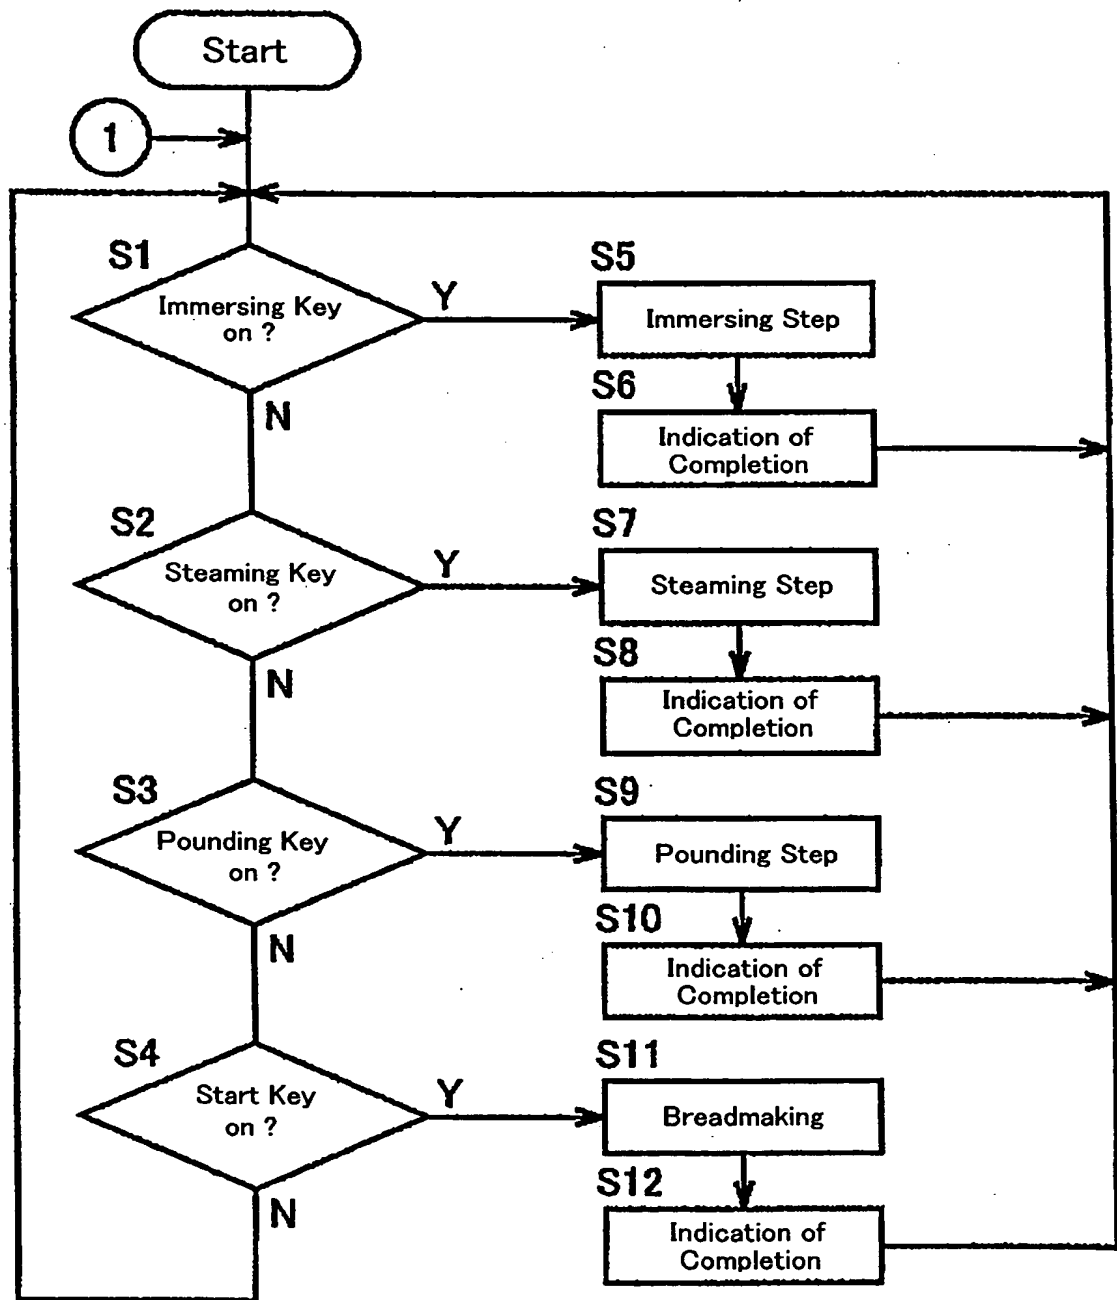 Start
1
S1
Immersing Key
on ?
Y
N
S5
Immersing Step
S6
Indication of
Completion
S2
Steaming Key
on ?
Y
N
S7
Steaming Step
S8
Indication of
Completion
S3
Pounding Key
on ?
Y
N
S9
Pounding Step
S10
Indication of
Completion
S4
Start Key
on ?
Y
N
S11
Breadmaking
S12
Indication of
Completion